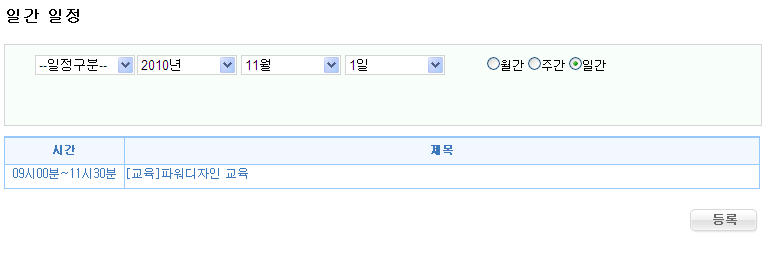 일간 일정
--일정구분-- 2010년 11월 1일 월간 주간 일간
시간 제목
09시00분~11시30분 [교육]파워디자인 교육
등록